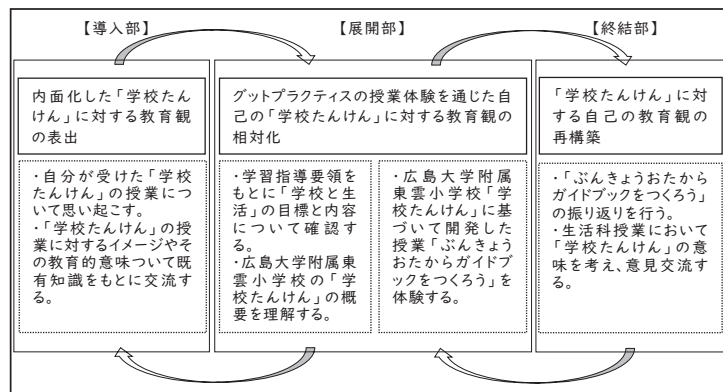 【導入部】
【展開部】
【終結部】
内面化した「学校たん
けん」に対する教育観
の表出
グットプラクティスの授業体験を通じた自
己の「学校たんけん」に対する教育観の
相対化
「学校たんけん」に対
する自己の教育観の
再構築
・自分が受けた「学校
たんけん」の授業につ
いて思い起こす。
・「学校たんけん」の授
業に対するイメージやそ
の教育的意味ついて既
有知識をもとに交流す
る。
・学習指導要領を
もとに「学校と生
活」の目標と内容
について確認す
る。
・広島大学附属東
雲小学校の「学
校たんけん」の概
要を理解する。
・広島大学附属
東雲小学校「学
校たんけん」に基
づいて開発した
授業「ぶんきょう
おたからガイドブ
ックをつくろう」を
体験する。
・「ぶんきょうおたから
ガイドブックをつくろう」
の振り返りを行う。
・生活科授業において
「学校たんけん」の意
味を考え、意見交流す
る。